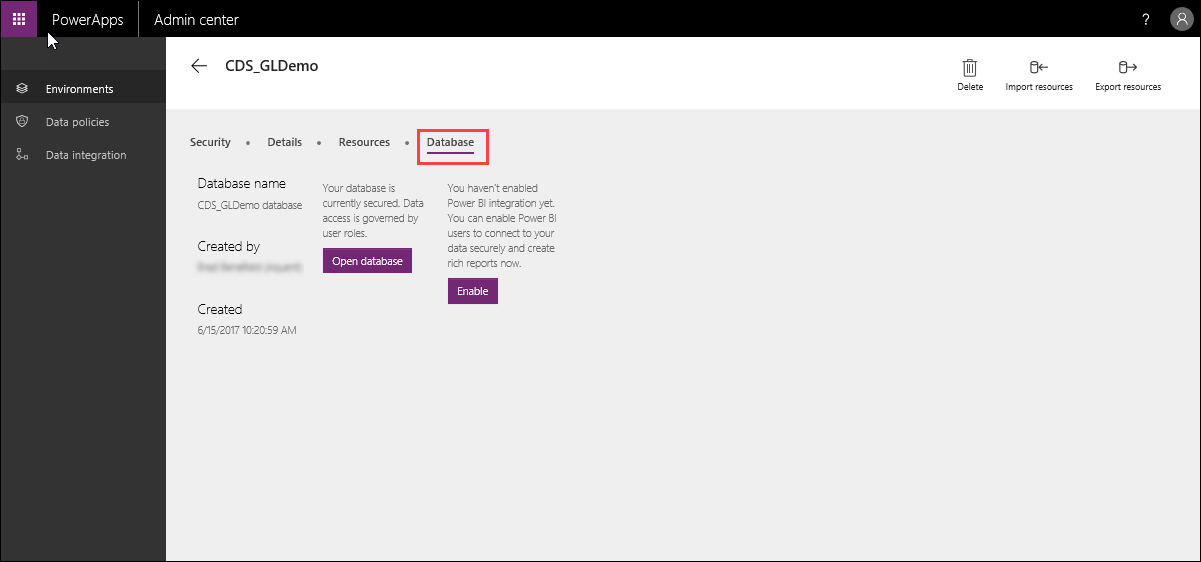 PowerApps
Admin center
?
CDS_GLDemo
Delete
Import resources
Export resources
Environments
Data policies
Data integration
Security
Details
Resources
Database
Database name
CDS_GLDemo database
Created by
Created
6/15/2017 10:20:59 AM
Your database is
currently secured. Data
access is governed by
user roles.
Open database
You haven't enabled
Power BI integration yet.
You can enable Power BI
users to connect to your
data securely and create
rich reports now.
Enable